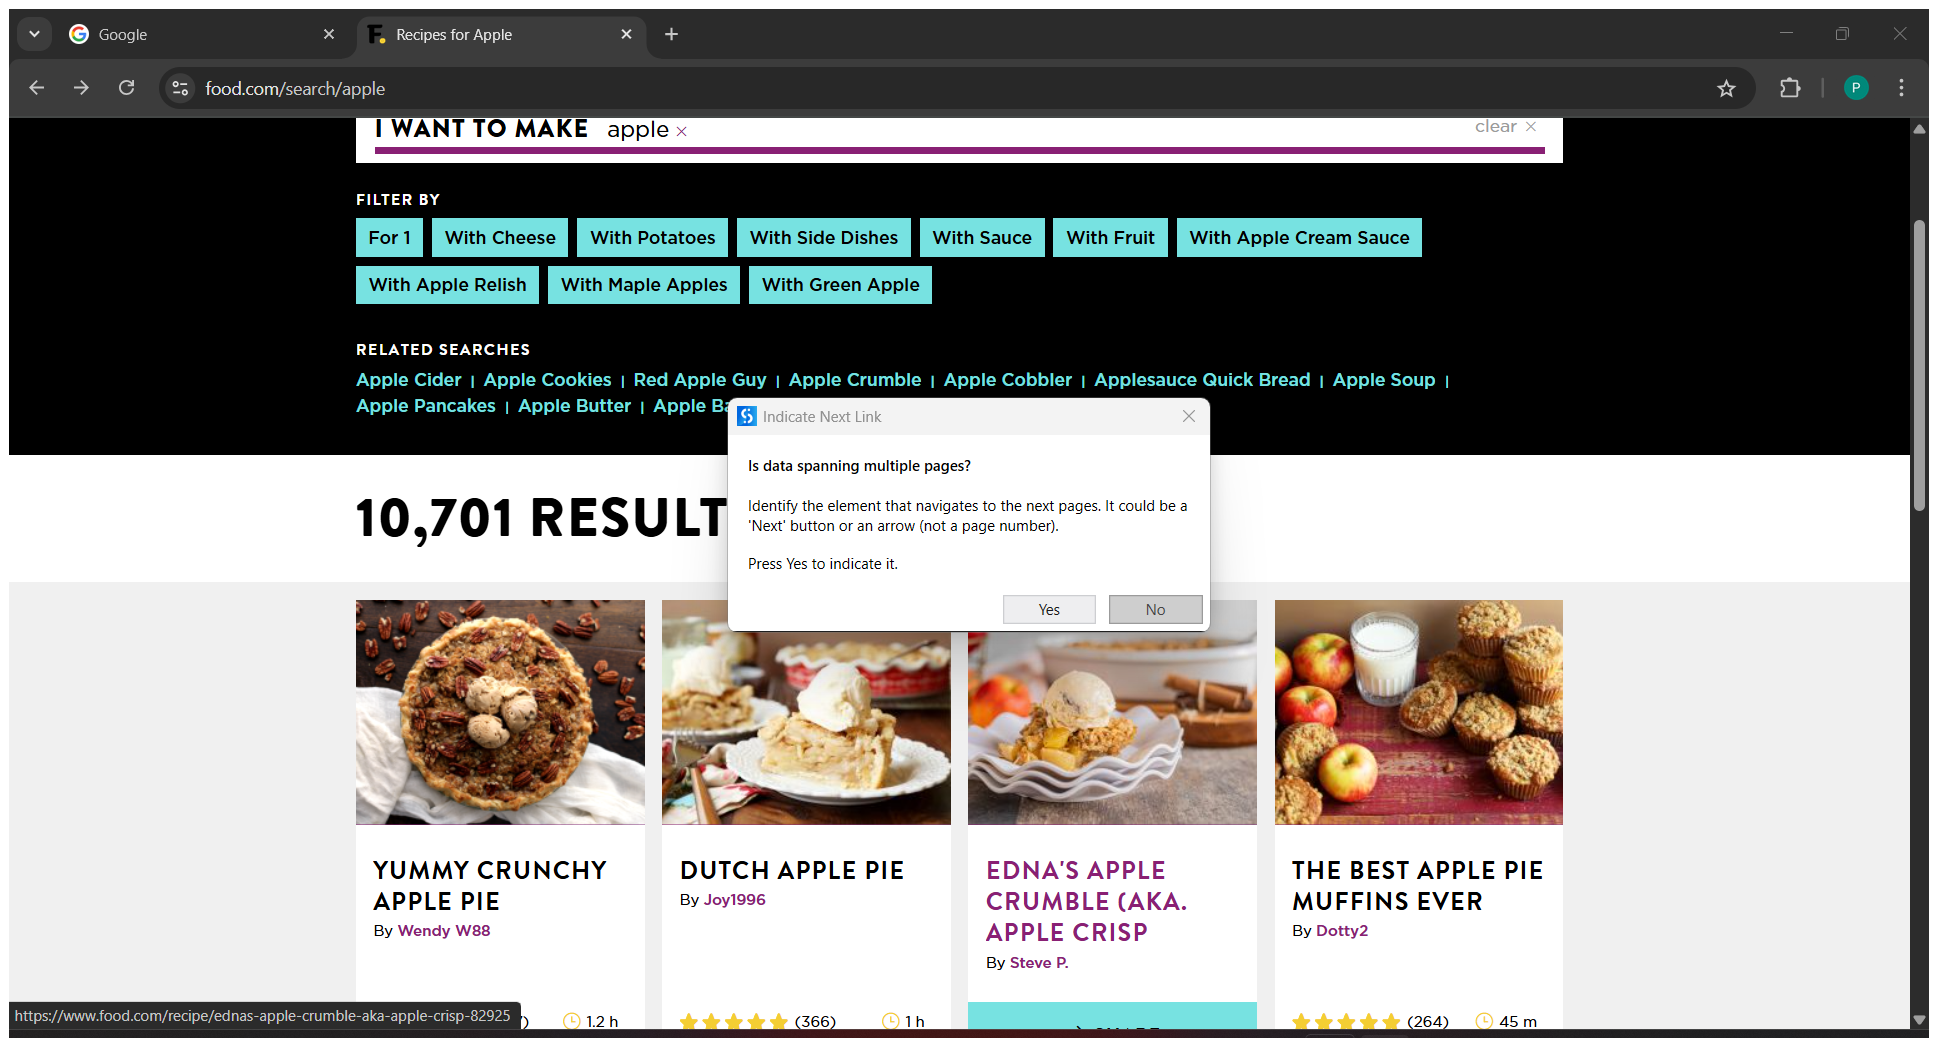 Google
Recipes for Apple
food.com/search/apple
P
I WANT TO MAKE apple ×
clear ×
FILTER BY
For 1
With Cheese
With Potatoes
With Side Dishes
With Sauce
With Fruit
With Apple Cream Sauce
With Apple Relish
With Maple Apples
With Green Apple
RELATED SEARCHES
Apple Cider | Apple Cookies | Red Apple Guy | Apple Crumble | Apple Cobbler | Applesauce Quick Bread | Apple Soup |
Apple Pancakes | Apple Butter | Apple
Indicate Next Link
Is data spanning multiple pages?
Identify the element that navigates to the next pages. It could be a
'Next' button or an arrow (not a page number).
Press Yes to indicate it.
Yes
No
10,701 RESULT
YUMMY CRUNCHY
APPLE PIE
By Wendy W88
1.2 h
DUTCH APPLE PIE
By Joy1996
(366)
1 h
EDNA'S APPLE
CRUMBLE (AKA.
APPLE CRISP
By Steve P.
THE BEST APPLE PIE
MUFFINS EVER
By Dotty2
(264)
45 m
https://www.food.com/recipe/ednas-apple-crumble-aka-apple-crisp-82925